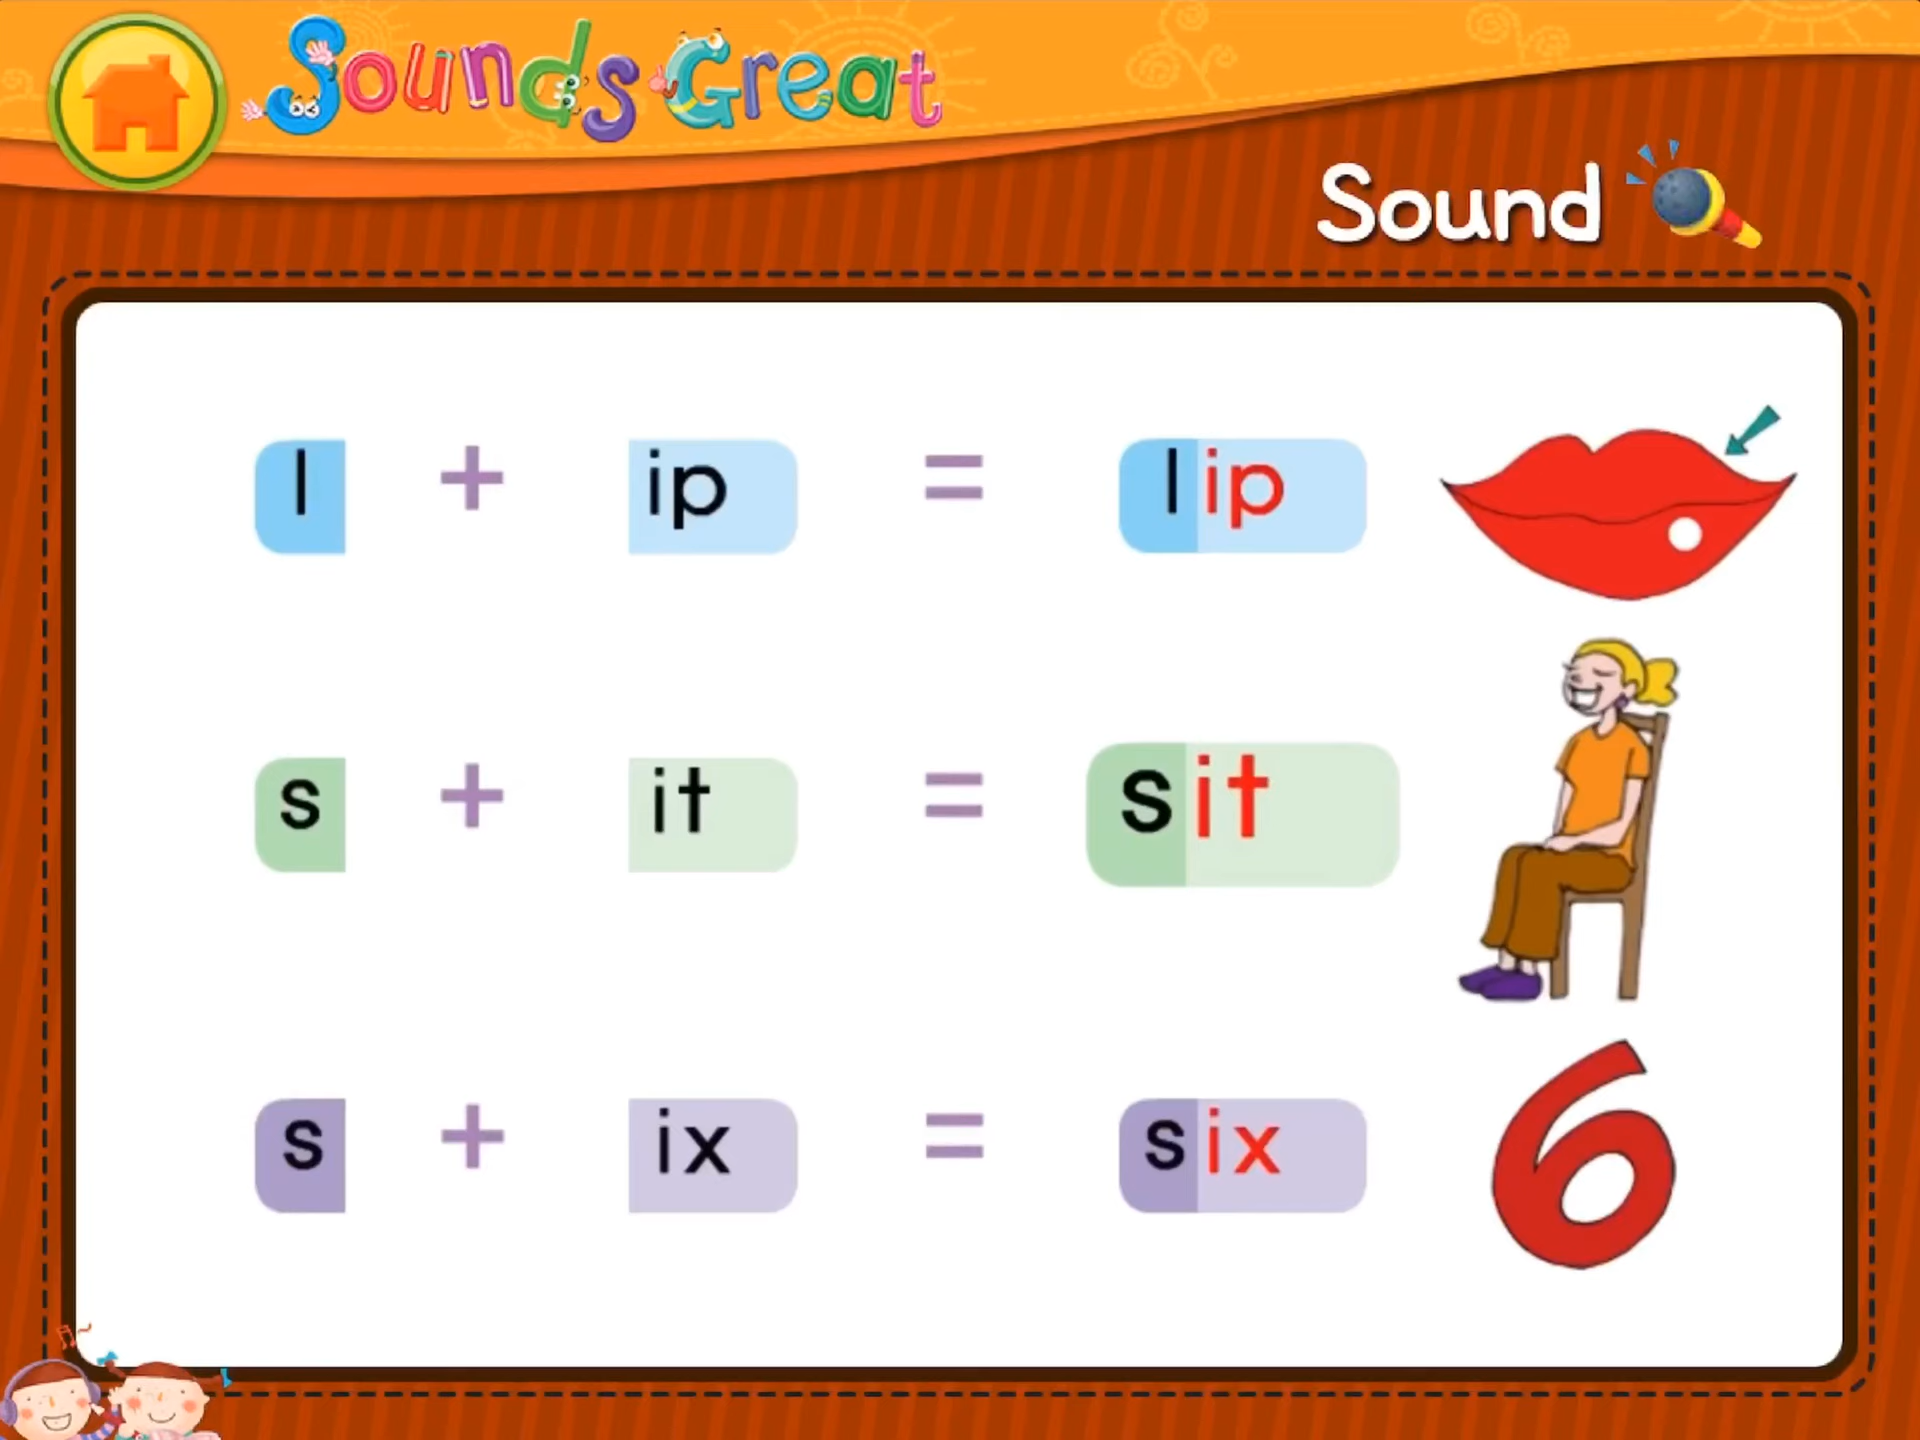 Sounds Great
Sound
l + ip = lip
s + it = sit
s + ix = six
6